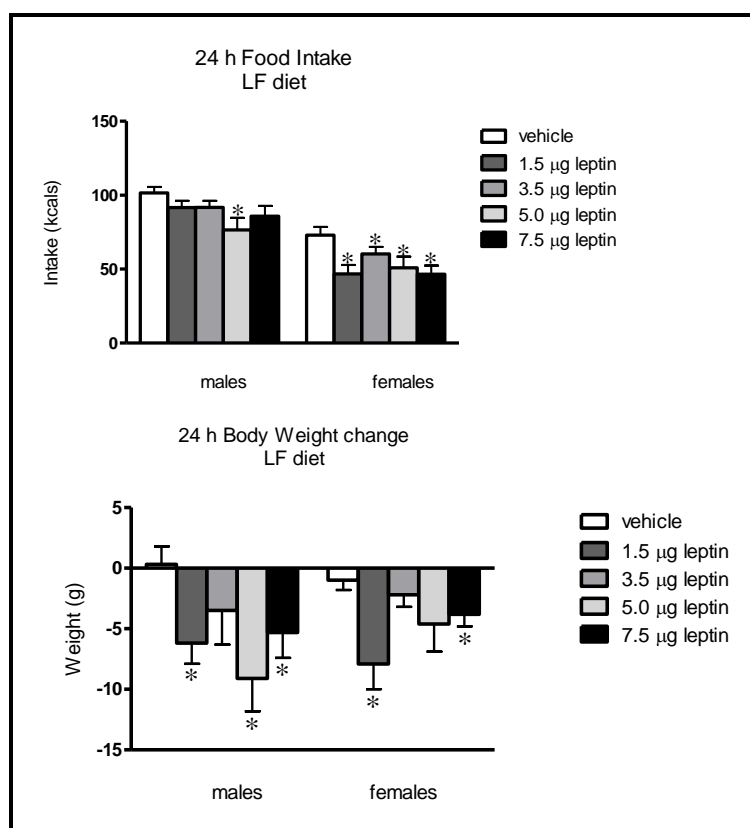 24 h Food Intake
LF diet
150
100
50
0
Intake (kcals)
*
* * * *
males
females
vehicle
1.5 µg leptin
3.5 µg leptin
5.0 µg leptin
7.5 µg leptin
24 h Body Weight change
LF diet
5
0
-5
-10
-15
Weight (g)
* * *
* *
males
females
vehicle
1.5 µg leptin
3.5 µg leptin
5.0 µg leptin
7.5 µg leptin